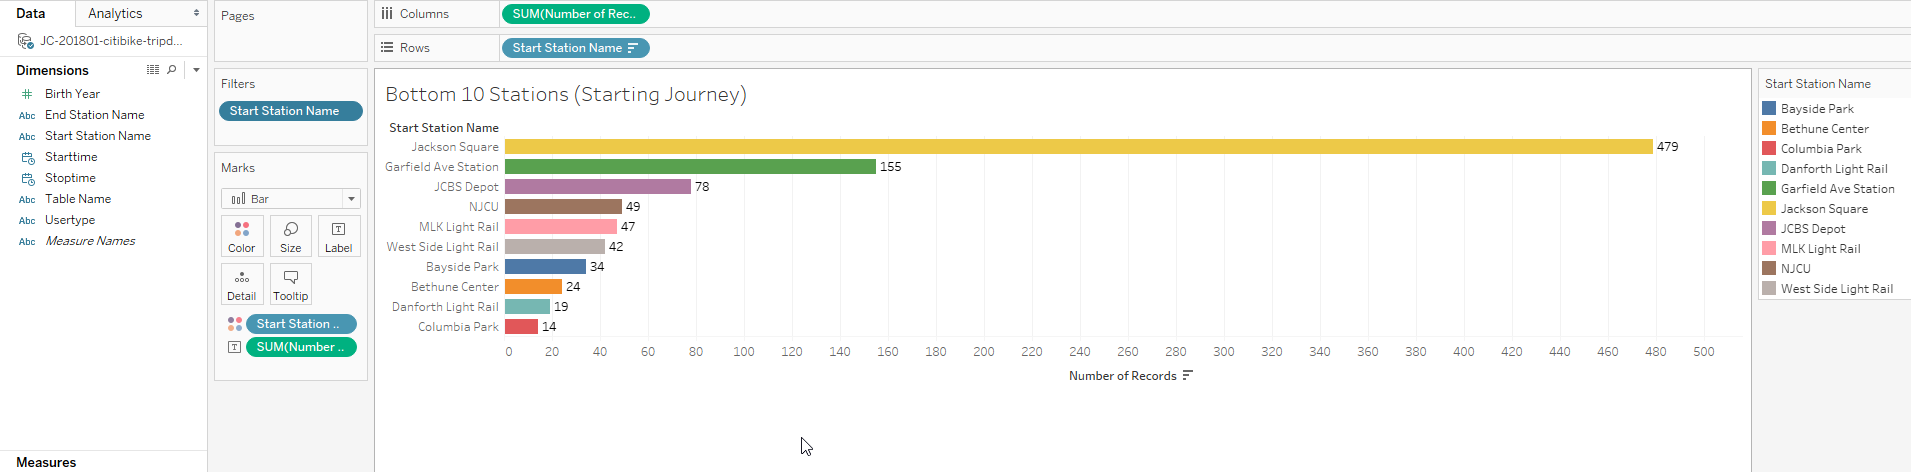 Data
Analytics
JC-201801-citibike-tripd...
Dimensions
# Birth Year
Abc End Station Name
Abc Start Station Name
Starttime
Stoptime
Abc Table Name
Abc Usertype
Abc Measure Names
Measures
Pages
Filters
Start Station Name
Marks
Bar
Color Size T Label
Detail Tooltip
Start Station ..
T SUM(Number ..
Columns SUM(Number of Rec..
Rows Start Station Name
Bottom 10 Stations (Starting Journey)
Start Station Name
Jackson Square 479
Garfield Ave Station 155
JCBS Depot 78
NJCU 49
MLK Light Rail 47
West Side Light Rail 42
Bayside Park 34
Bethune Center 24
Danforth Light Rail 19
Columbia Park 14
0 20 40 60 80 100 120 140 160 180 200 220 240 260 280 300 320 340 360 380 400 420 440 460 480 500
Number of Records
Start Station Name
Bayside Park
Bethune Center
Columbia Park
Danforth Light Rail
Garfield Ave Station
Jackson Square
JCBS Depot
MLK Light Rail
NJCU
West Side Light Rail